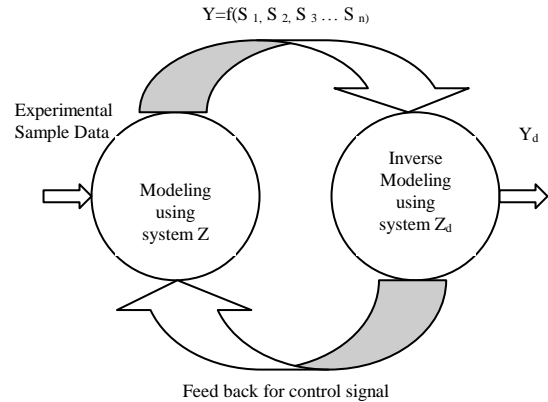 Y=f(S 1, S 2, S 3 … S n)
Experimental
Sample Data
Modeling
using
system Z
Inverse
Modeling
using
system Zd
Yd
Feed back for control signal